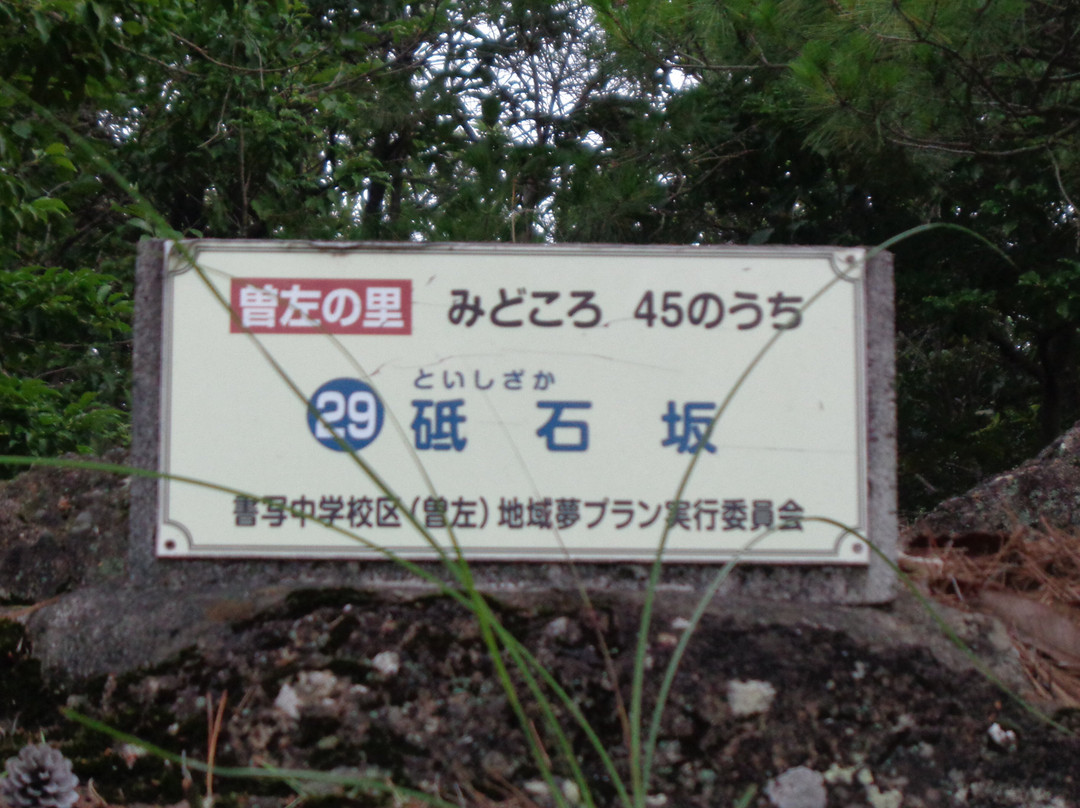 曽左の里 みどころ 45のうち
といしざか
29 砥石坂
書写中学校区(曽左)地域夢プラン実行委員会